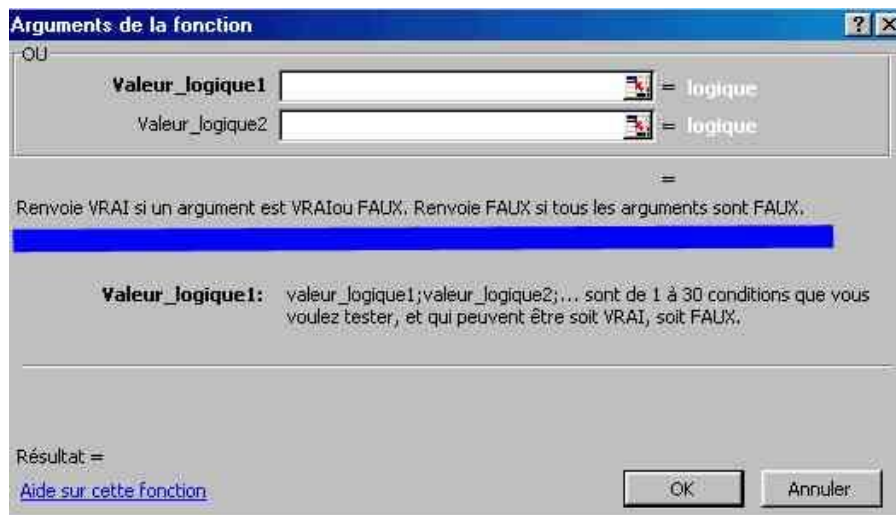 Arguments de la fonction
OU
Valeur_logique1 = logique
Valeur_logique2 = logique
=
Renvoie VRAI si un argument est VRAIou FAUX. Renvoie FAUX si tous les arguments sont FAUX.
Valeur_logique1: valeur_logique1;valeur_logique2;... sont de 1 à 30 conditions que vous
voulez tester, et qui peuvent être soit VRAI, soit FAUX.
Résultat =
Aide sur cette fonction OK Annuler